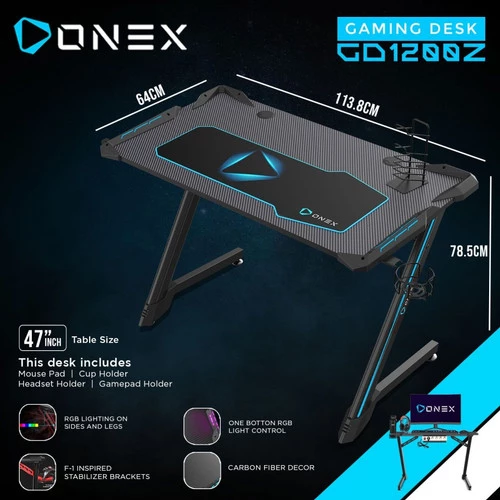 ONEX
GAMING DESK
GD1200Z
64CM
113.8CM
78.5CM
ONEX
47" INCH Table Size
This desk includes
Mouse Pad | Cup Holder
Headset Holder | Gamepad Holder
RGB LIGHTING ON
SIDES AND LEGS
ONE BOTTON RGB
LIGHT CONTROL
F-1 INSPIRED
STABILIZER BRACKETS
CARBON FIBER DECOR
ONEX